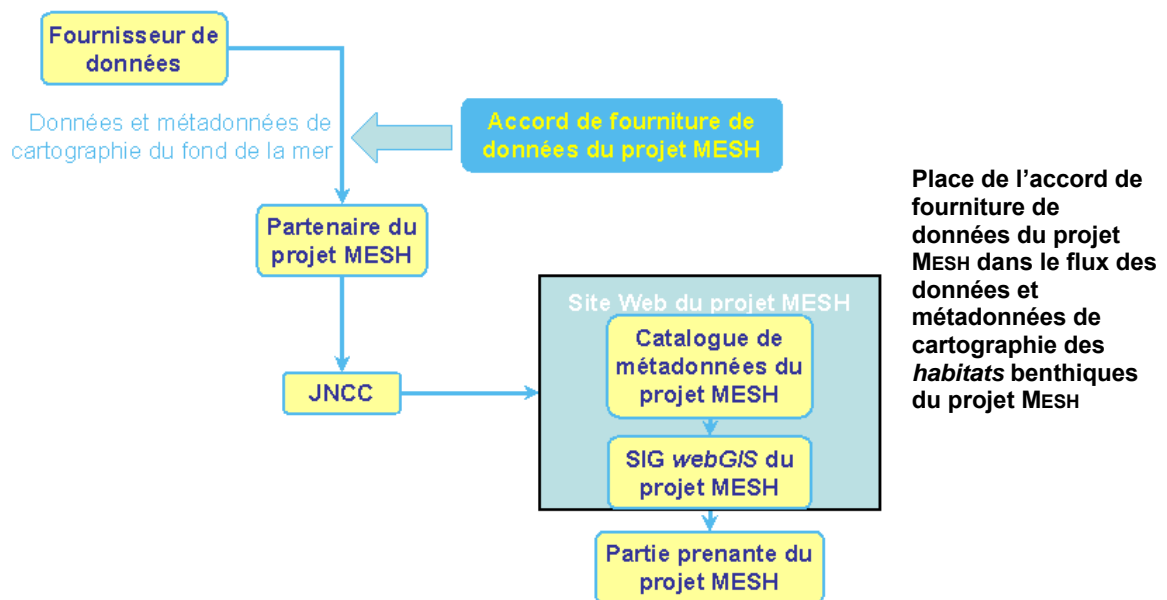 Fournisseur de
données
Données et métadonnées de
cartographie du fond de la mer
Accord de fourniture de
données du projet MESH
Partenaire du
projet MESH
Site Web du projet MESH
Catalogue de
métadonnées du
projet MESH
JNCC
SIG webGIS du
projet MESH
Partie prenante du
projet MESH
Place de l’accord de
fourniture de
données du projet
MESH dans le flux des
données et
métadonnées de
cartographie des
habitats benthiques
du projet MESH